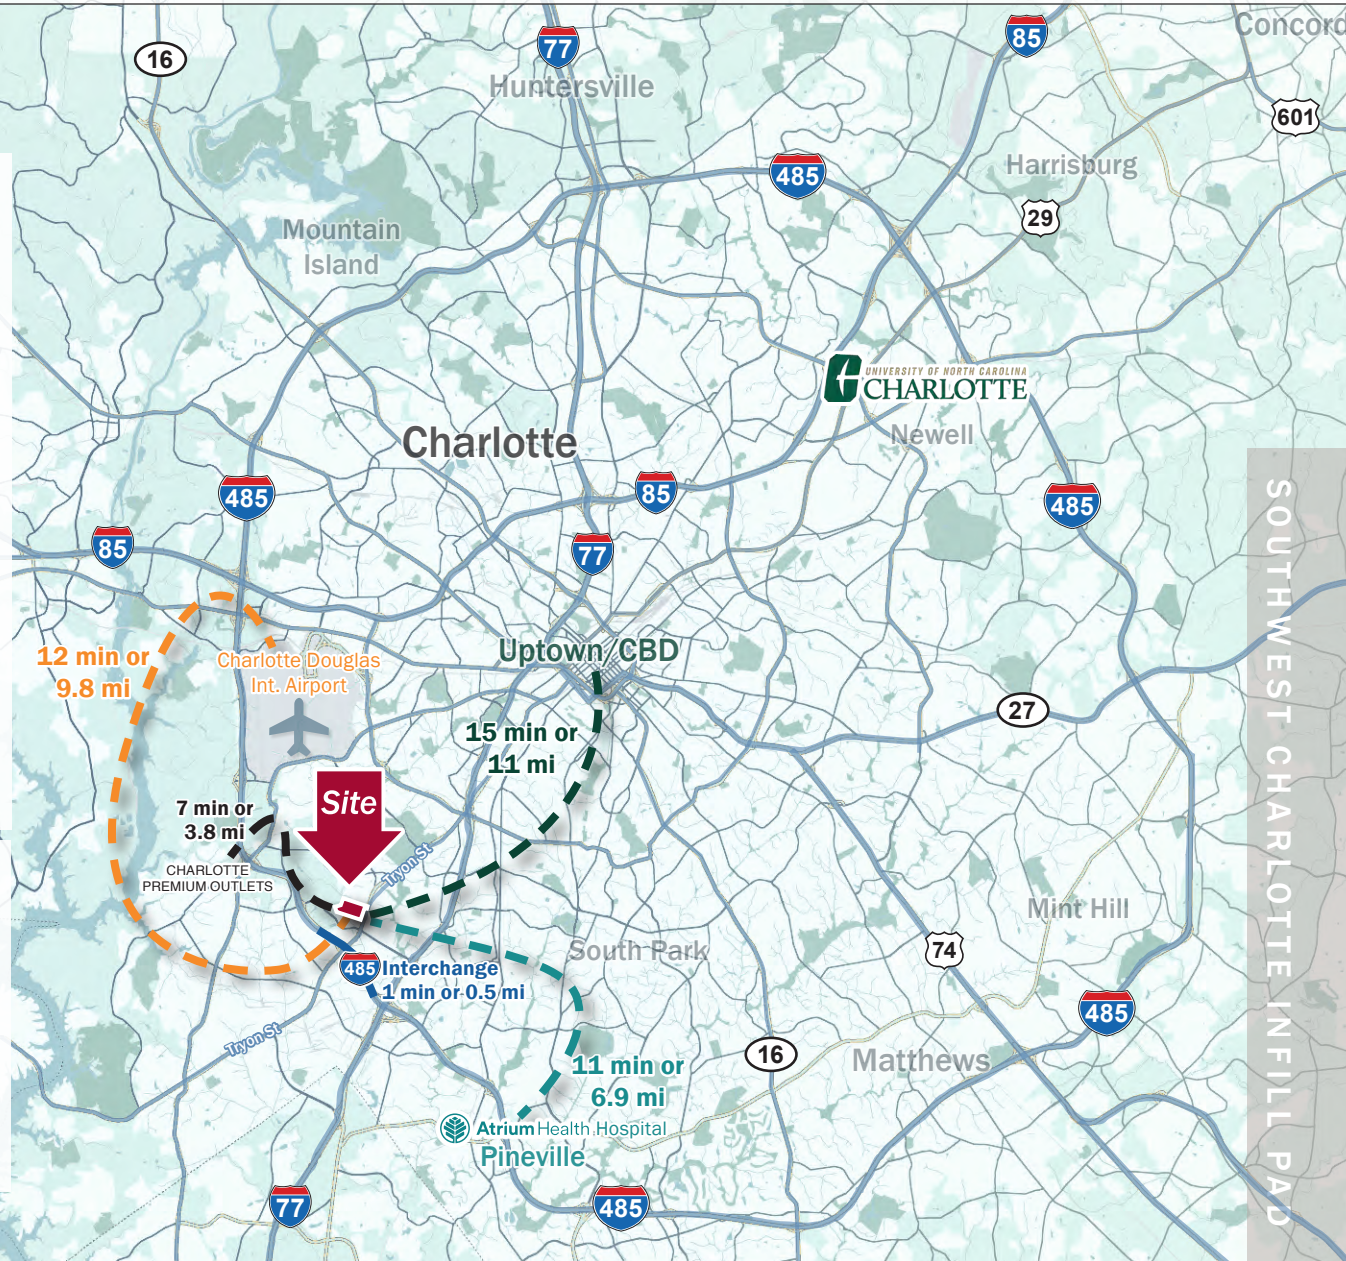 16
77
85
Concord
Huntersville
601
485
Harrisburg
29
Mountain
Island
UNIVERSITY OF NORTH CAROLINA
CHARLOTTE
Newell
Charlotte
485
85
485
85
77
12 min or
9.8 mi
Charlotte Douglas
Int. Airport
Uptown/CBD
27
15 min or
11 mi
7 min or
3.8 mi
Site
CHARLOTTE
PREMIUM OUTLETS
Tryon St
Mint Hill
South Park
74
485
Interchange
1 min or 0.5 mi
485
Tryon St
16
Matthews
11 min or
6.9 mi
Atrium Health Hospital
Pineville
77
485
SOUTHWEST CHARLOTTE INFILL PAD